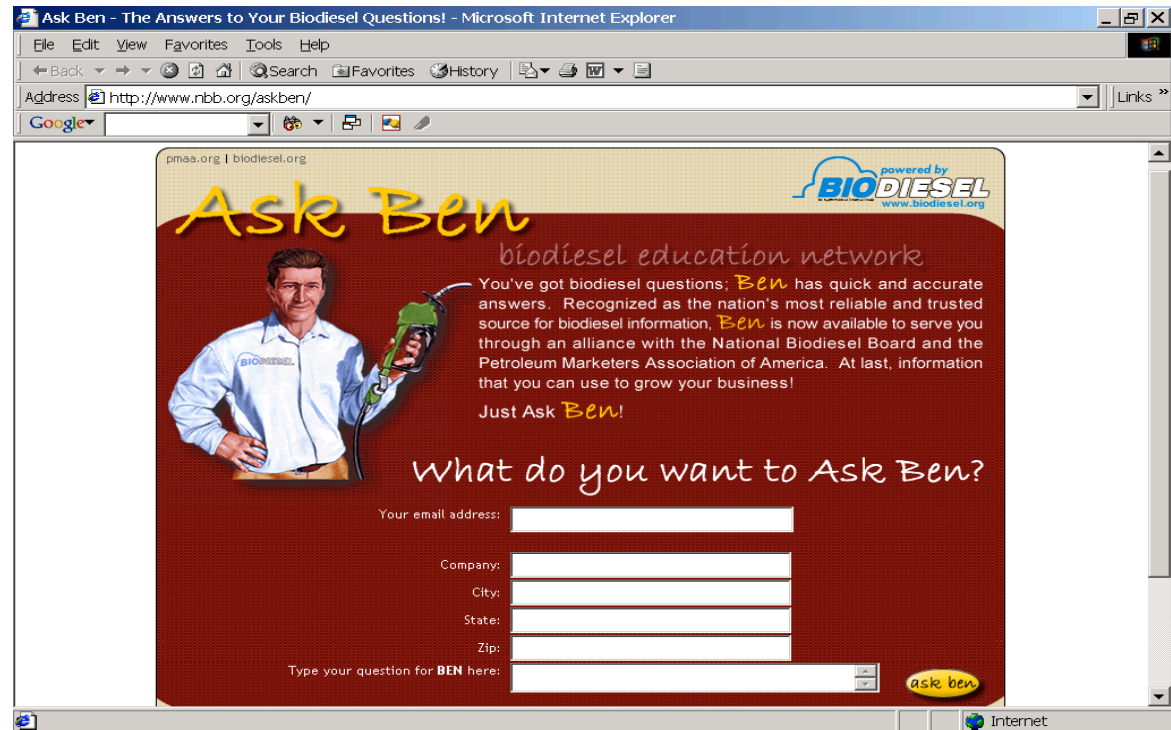 Ask Ben - The Answers to Your Biodiesel Questions! - Microsoft Internet Explorer
File Edit View Favorites Tools Help
Back Search Favorites History
Address http://www.nbb.org/askben/ Links »
Google
pmaa.org | biodiesel.org
powered by
BIODIESEL
www.biodiesel.org
Ask Ben
biodiesel education network
You've got biodiesel questions; Ben has quick and accurate
answers. Recognized as the nation's most reliable and trusted
source for biodiesel information, Ben is now available to serve you
through an alliance with the National Biodiesel Board and the
Petroleum Marketers Association of America. At last, information
that you can use to grow your business!
Just Ask Ben!
BIODIESEL
What do you want to Ask Ben?
Your email address:
Company:
City:
State:
Zip:
Type your question for BEN here:
ask ben
Internet